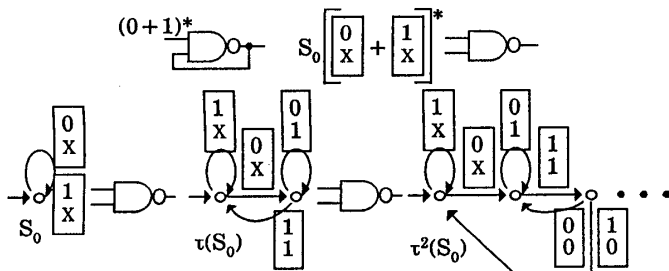 (0+1)*
S₀ [ 0 X + 1 X ] *
0 X
1 X
S₀
1 X
0 X
0 1
1 1
τ(S₀)
1 X
0 X
0 1
1 1
0 0
1 0
τ²(S₀)
• • •